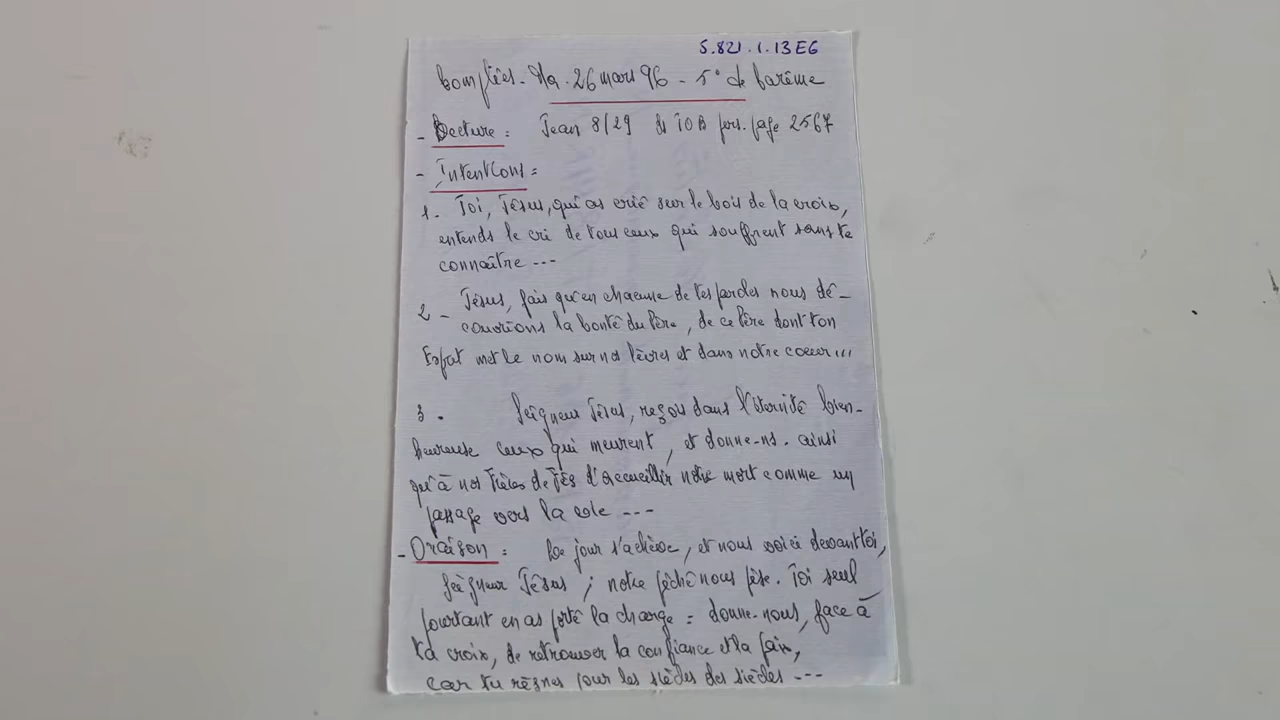 S.821.1.13EG
Complies. Ma. 26 mars 96 - 5° de Carême
- Lecture : Jean 8/29 de TOB pers. page 2567
- Intentions :
1. Toi, Jésus, qui as crié sur le bois de la croix,
entends le cri de tous ceux qui souffrent sans te
connaître ---
2 - Jésus, fais qu'en chacune de tes paroles nous dé-
couvrions la bonté du Père, de ce Père dont ton
Esprit met le nom sur nos lèvres et dans notre coeur...
3. Seigneur Jésus, reçois dans l'éternité bien-
heureuse ceux qui meurent, et donne-ns. ainsi
qu'à nos frères de Fès d'accueillir notre mort comme un
passage vers la vie ---
- Oraison : Le jour s'achève, et nous voici devant toi,
Seigneur Jésus ; notre péché nous pèse. Toi seul
pourtant en as porté la charge : donne-nous, face à
ta croix, de retrouver la confiance et la paix,
car tu règnes pour les siècles des siècles ---